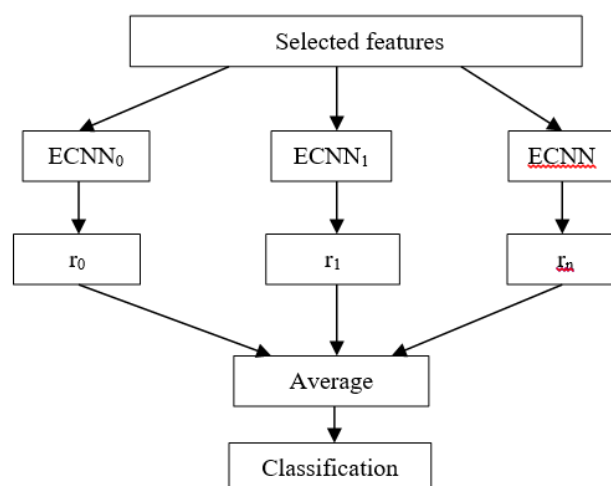 Selected features
ECNN₀ ECNN₁ ECNN
r₀ r₁ rₙ
Average
Classification